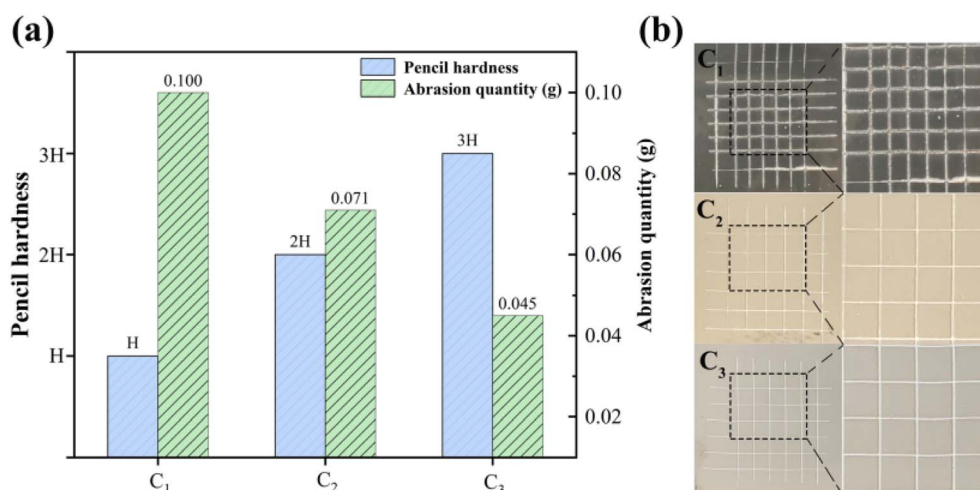 (a)
Pencil hardness
Abrasion quantity (g)
Pencil hardness
3H
2H
H
0.100
H
2H
0.071
3H
0.045
0.10
0.08
0.06
0.04
0.02
Abrasion quantity (g)
C1
C2
C3
(b)
C1
C2
C3